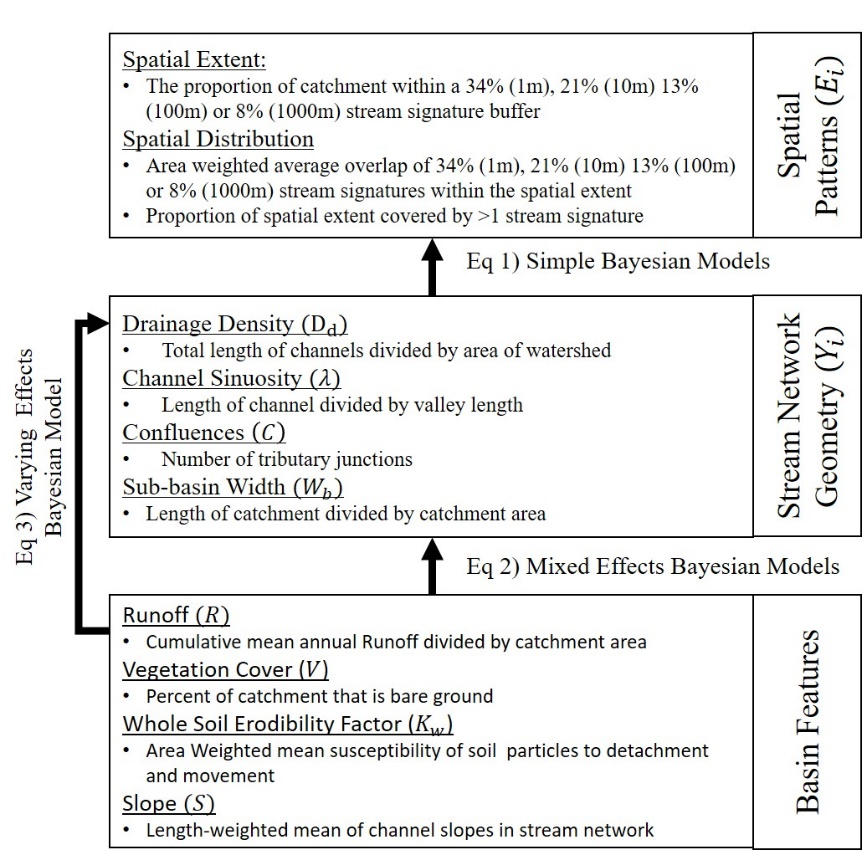 Spatial Extent:
• The proportion of catchment within a 34% (1m), 21% (10m) 13%
(100m) or 8% (1000m) stream signature buffer
Spatial Distribution
• Area weighted average overlap of 34% (1m), 21% (10m) 13% (100m)
or 8% (1000m) stream signatures within the spatial extent
• Proportion of spatial extent covered by >1 stream signature
Spatial
Patterns (E_i)
Eq 1) Simple Bayesian Models
Drainage Density (D_d)
• Total length of channels divided by area of watershed
Channel Sinuosity (λ)
• Length of channel divided by valley length
Confluences (C)
• Number of tributary junctions
Sub-basin Width (W_b)
• Length of catchment divided by catchment area
Stream Network
Geometry (Y_i)
Eq 3) Varying Effects
Bayesian Model
Eq 2) Mixed Effects Bayesian Models
Runoff (R)
• Cumulative mean annual Runoff divided by catchment area
Vegetation Cover (V)
• Percent of catchment that is bare ground
Whole Soil Erodibility Factor (K_w)
• Area Weighted mean susceptibility of soil particles to detachment
and movement
Slope (S)
• Length-weighted mean of channel slopes in stream network
Basin Features